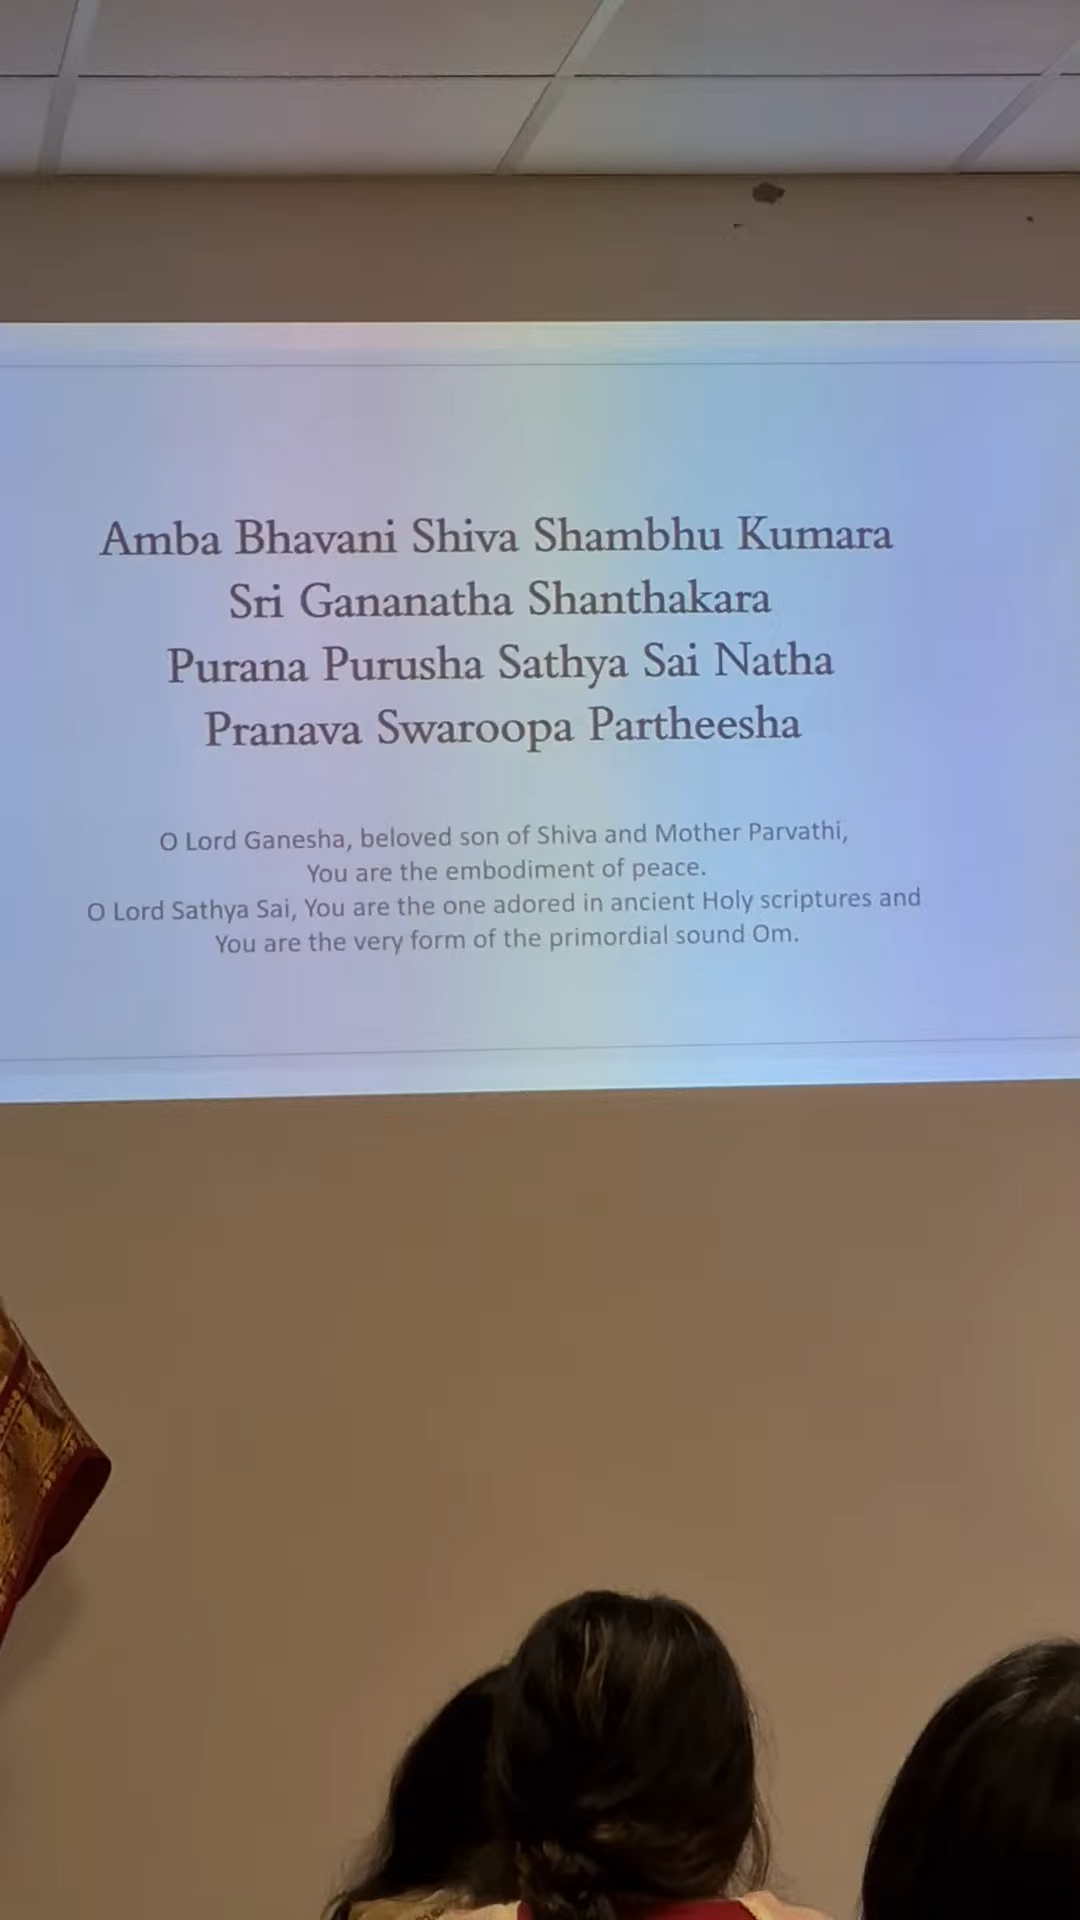 Amba Bhavani Shiva Shambhu Kumara
Sri Gananatha Shanthakara
Purana Purusha Sathya Sai Natha
Pranava Swaroopa Partheesha
O Lord Ganesha, beloved son of Shiva and Mother Parvathi,
You are the embodiment of peace.
O Lord Sathya Sai, You are the one adored in ancient Holy scriptures and
You are the very form of the primordial sound Om.